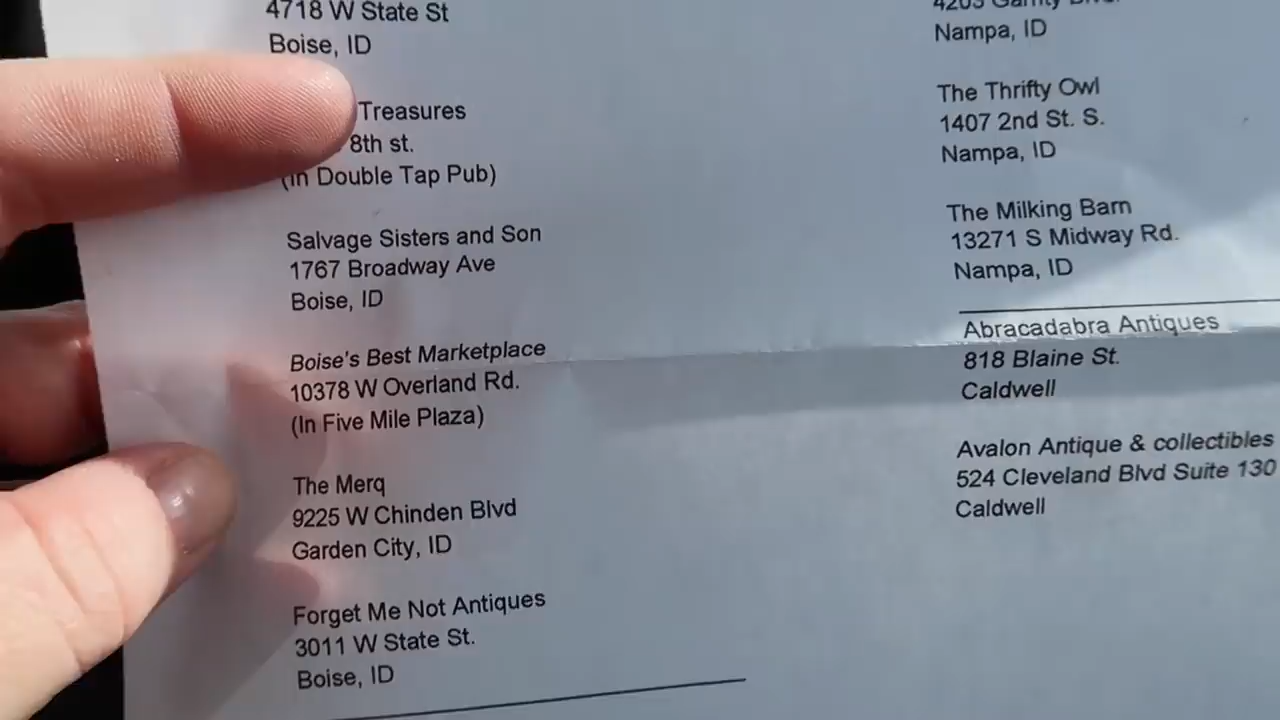 4718 W State St
Boise, ID
Treasures
8th st.
(In Double Tap Pub)
Salvage Sisters and Son
1767 Broadway Ave
Boise, ID
Boise's Best Marketplace
10378 W Overland Rd.
(In Five Mile Plaza)
The Merq
9225 W Chinden Blvd
Garden City, ID
Forget Me Not Antiques
3011 W State St.
Boise, ID
Nampa, ID
The Thrifty Owl
1407 2nd St. S.
Nampa, ID
The Milking Barn
13271 S Midway Rd.
Nampa, ID
Abracadabra Antiques
818 Blaine St.
Caldwell
Avalon Antique & collectibles
524 Cleveland Blvd Suite 130
Caldwell